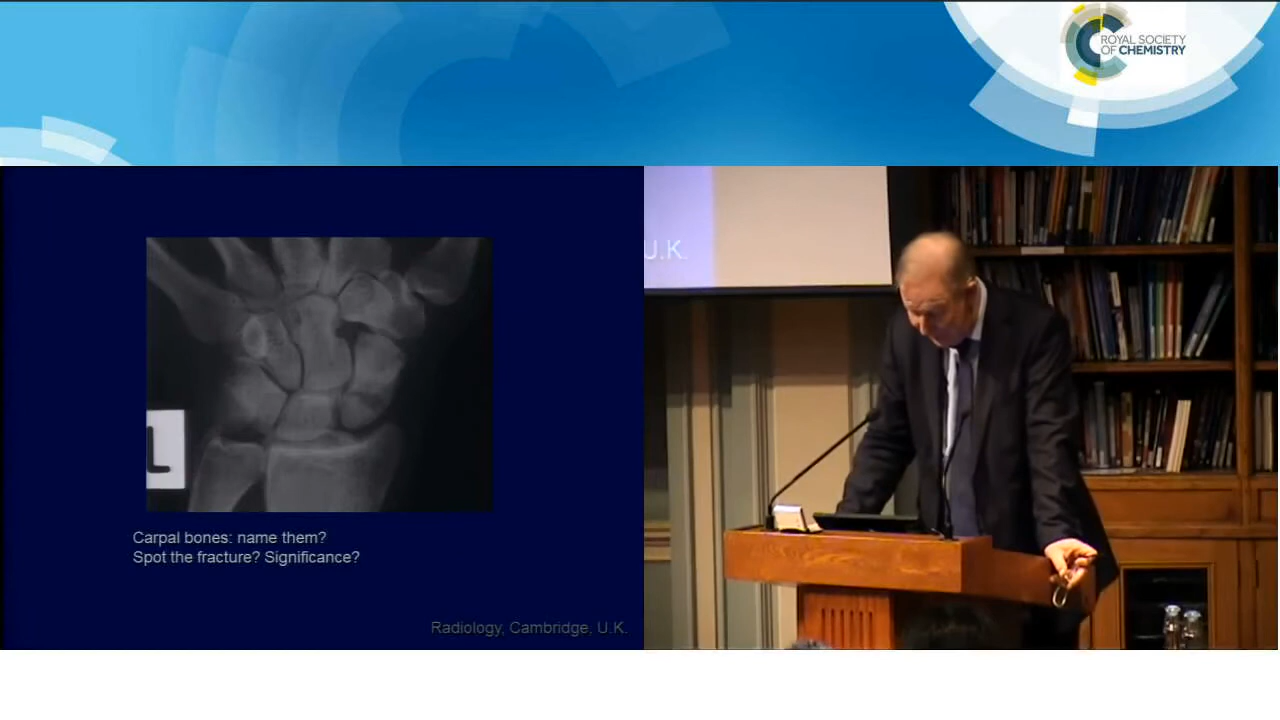 ROYAL SOCIETY
OF CHEMISTRY
U.K.
L
Carpal bones: name them?
Spot the fracture? Significance?
Radiology, Cambridge, U.K.